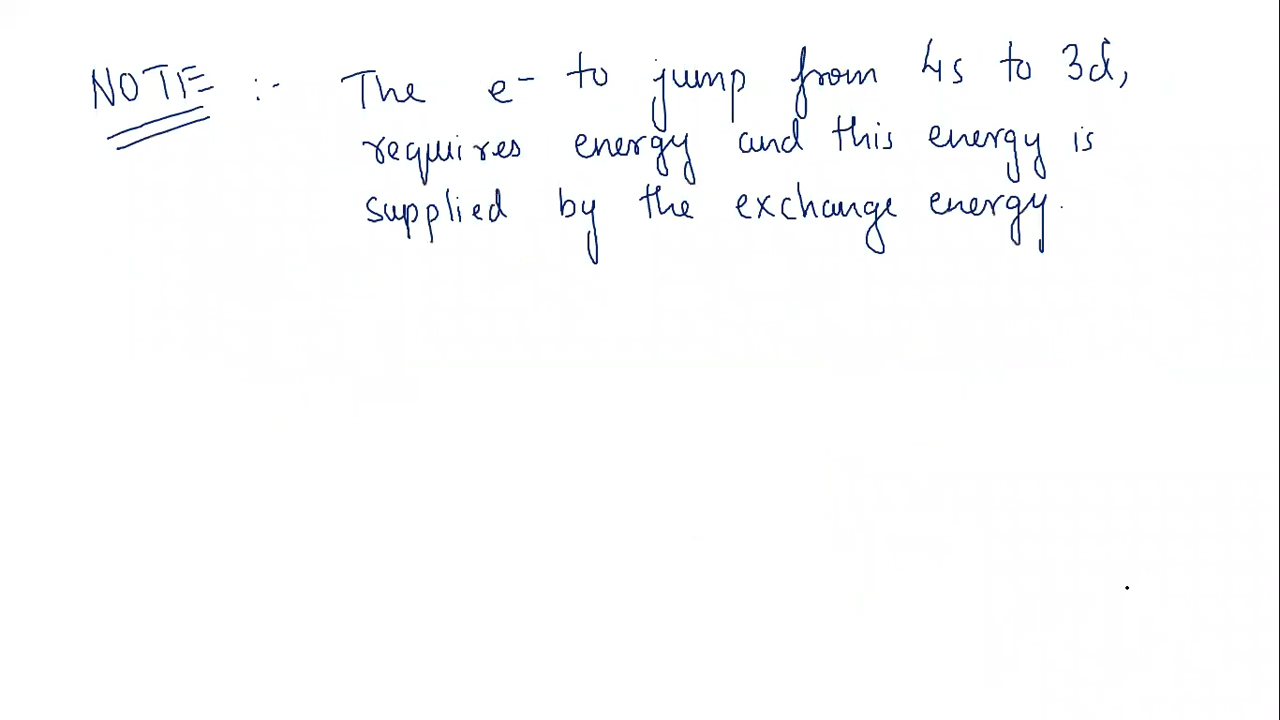 NOTE :- The e- to jump from 4s to 3d,
requires energy and this energy is
supplied by the exchange energy.